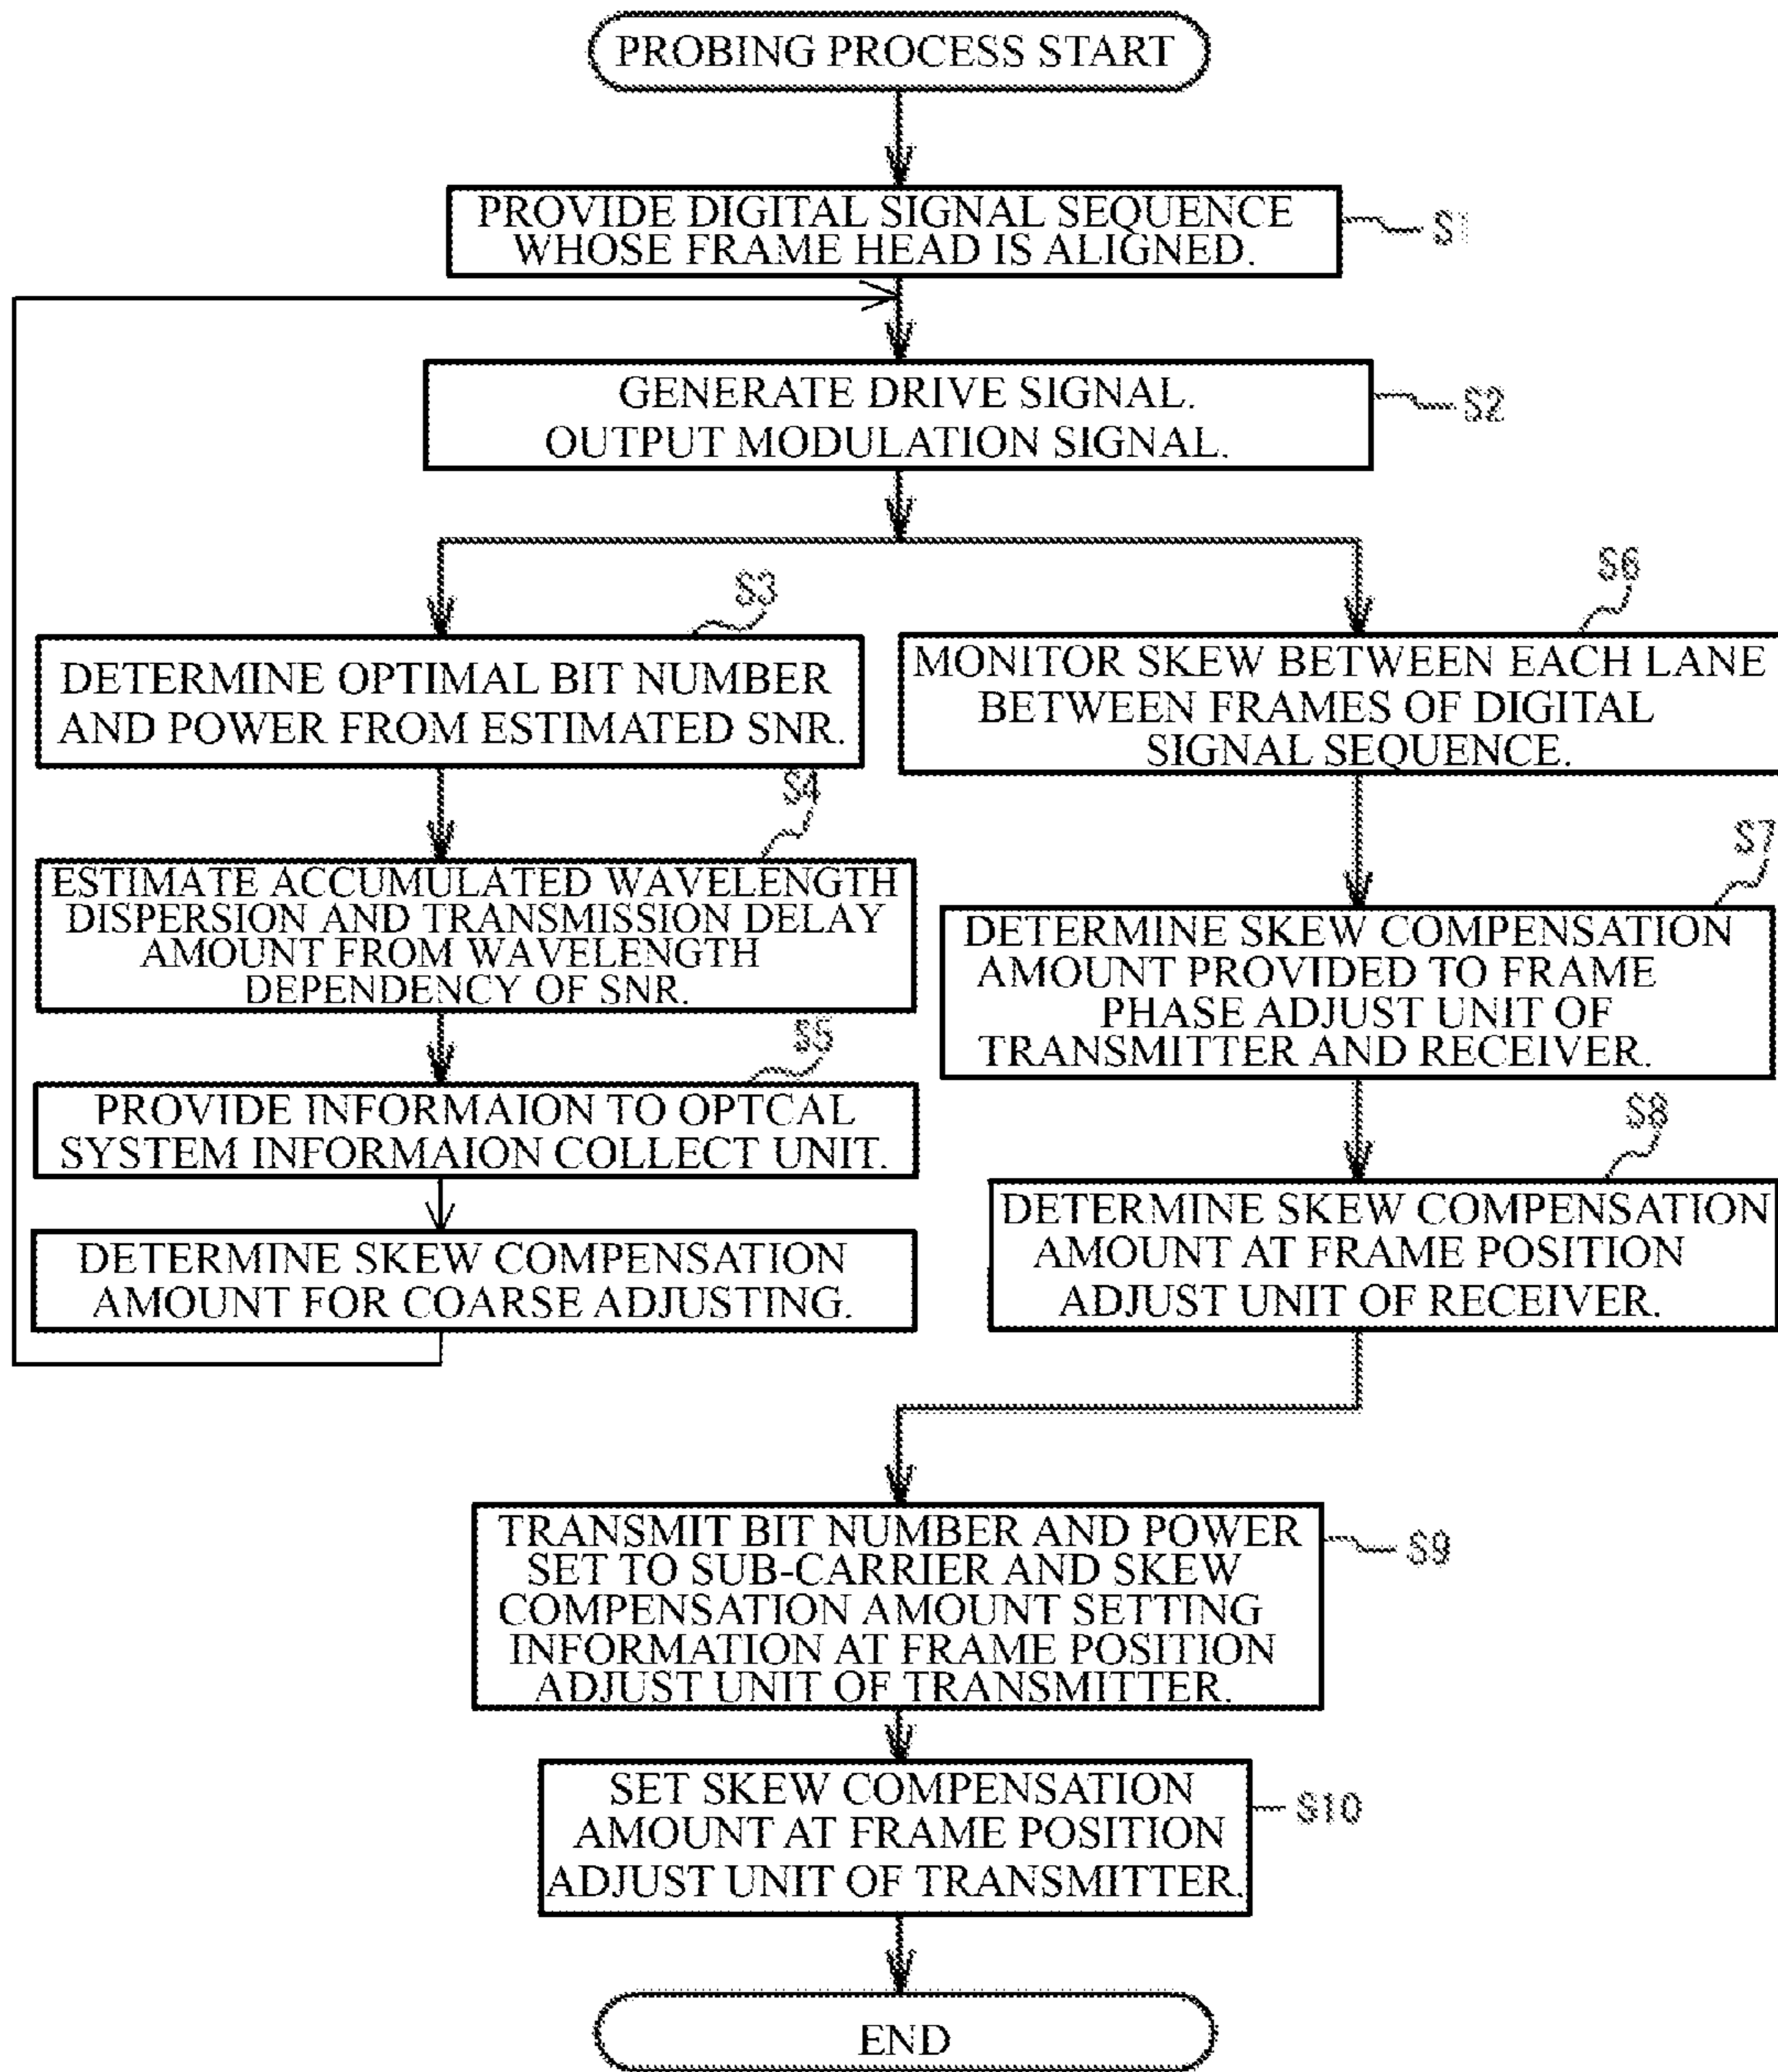 PROBING PROCESS START
PROVIDE DIGITAL SIGNAL SEQUENCE
WHOSE FRAME HEAD IS ALIGNED.
S1
GENERATE DRIVE SIGNAL.
OUTPUT MODULATION SIGNAL.
S2
S3
DETERMINE OPTIMAL BIT NUMBER
AND POWER FROM ESTIMATED SNR.
S4
ESTIMATE ACCUMULATED WAVELENGTH
DISPERSION AND TRANSMISSION DELAY
AMOUNT FROM WAVELENGTH
DEPENDENCY OF SNR.
S5
PROVIDE INFORMAION TO OPTCAL
SYSTEM INFORMAION COLLECT UNIT.
DETERMINE SKEW COMPENSATION
AMOUNT FOR COARSE ADJUSTING.
S6
MONITOR SKEW BETWEEN EACH LANE
BETWEEN FRAMES OF DIGITAL
SIGNAL SEQUENCE.
S7
DETERMINE SKEW COMPENSATION
AMOUNT PROVIDED TO FRAME
PHASE ADJUST UNIT OF
TRANSMITTER AND RECEIVER.
S8
DETERMINE SKEW COMPENSATION
AMOUNT AT FRAME POSITION
ADJUST UNIT OF RECEIVER.
TRANSMIT BIT NUMBER AND POWER
SET TO SUB-CARRIER AND SKEW
COMPENSATION AMOUNT SETTING
INFORMATION AT FRAME POSITION
ADJUST UNIT OF TRANSMITTER.
S9
SET SKEW COMPENSATION
AMOUNT AT FRAME POSITION
ADJUST UNIT OF TRANSMITTER.
S10
END